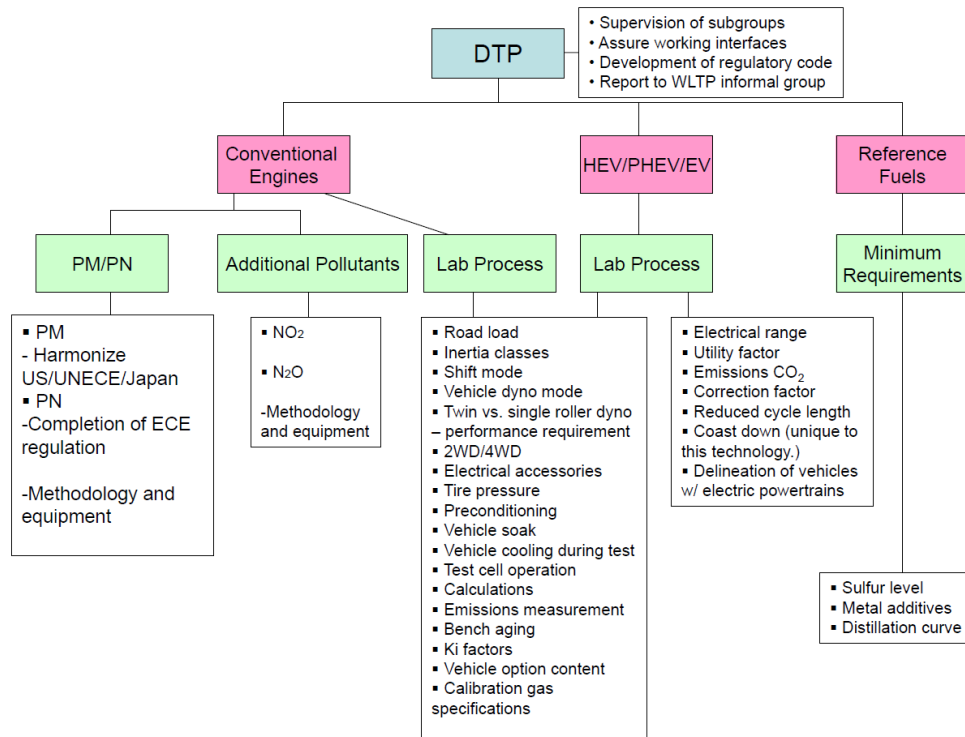 DTP
• Supervision of subgroups
• Assure working interfaces
• Development of regulatory code
• Report to WLTP informal group
Conventional
Engines
HEV/PHEV/EV
Reference
Fuels
PM/PN
Additional Pollutants
Lab Process
Lab Process
Minimum
Requirements
▪ PM
- Harmonize
US/UNECE/Japan
▪ PN
-Completion of ECE
regulation
-Methodology and
equipment
▪ NO₂
▪ N₂O
-Methodology
and equipment
▪ Road load
▪ Inertia classes
▪ Shift mode
▪ Vehicle dyno mode
▪ Twin vs. single roller dyno
– performance requirement
▪ 2WD/4WD
▪ Electrical accessories
▪ Tire pressure
▪ Preconditioning
▪ Vehicle soak
▪ Vehicle cooling during test
▪ Test cell operation
▪ Calculations
▪ Emissions measurement
▪ Bench aging
▪ Ki factors
▪ Vehicle option content
▪ Calibration gas
specifications
▪ Electrical range
▪ Utility factor
▪ Emissions CO₂
▪ Correction factor
▪ Reduced cycle length
▪ Coast down (unique to
this technology.)
▪ Delineation of vehicles
w/ electric powertrains
▪ Sulfur level
▪ Metal additives
▪ Distillation curve